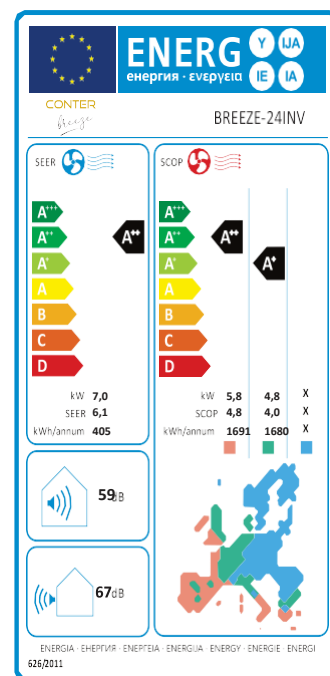 ENERG Y IJA
енергия · ενεργεια IE IA
CONTER
breeze
BREEZE-24INV
SEER
A+++
A++
A+
A
B
C
D
A++
kW 7,0
SEER 6,1
kWh/annum 405
SCOP
A+++
A++
A+
A
B
C
D
A++
A+
kW 5,8 4,8 X
SCOP 4,8 4,0 X
kWh/annum 1691 1680 X
59dB
67dB
ENERGIA · ЕНЕРГИЯ · ΕΝΕΡΓΕΙΑ · ENERGIJA · ENERGY · ENERGIE · ENERGI
626/2011